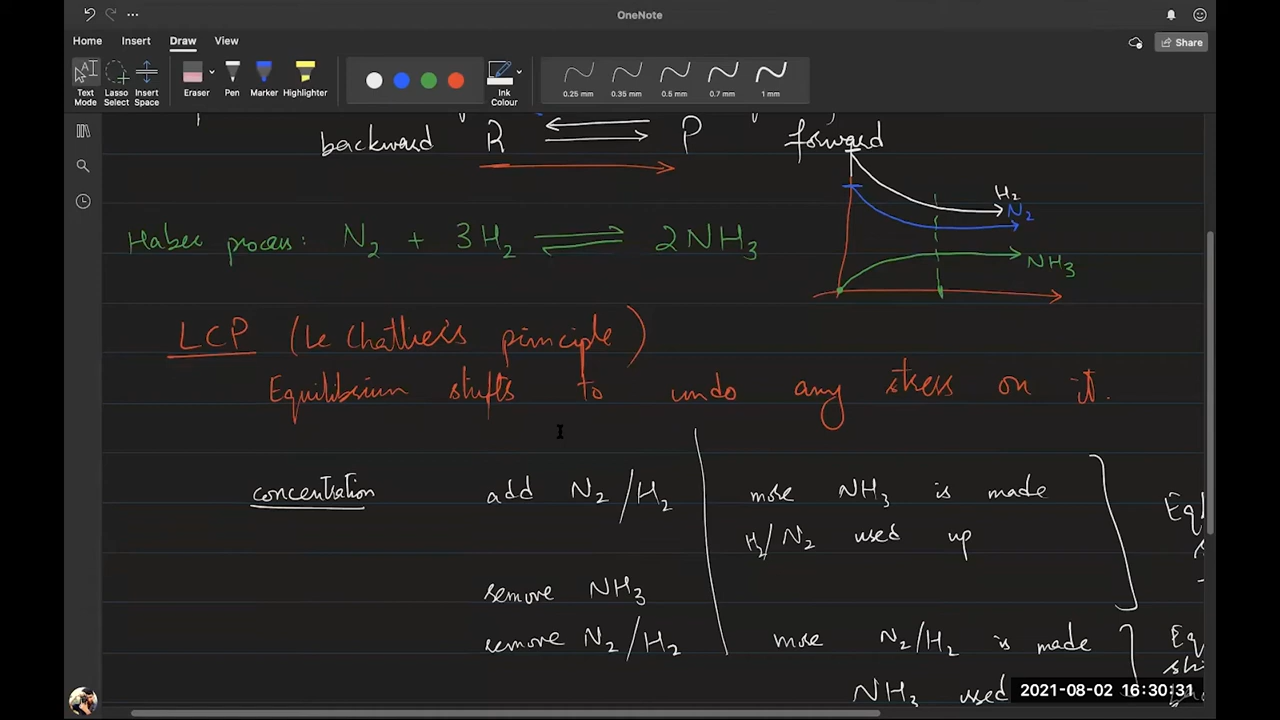 OneNote
Home Insert Draw View
Share
Text Mode Lasso Select Insert Space Eraser Pen Marker Highlighter Ink Colour 0.25 mm 0.35 mm 0.5 mm 0.7 mm 1 mm
backward R ⇌ P forward
H2
N2
Haber process: N2 + 3H2 ⇌ 2NH3
NH3
LCP (Le Chatlier's principle)
Equilibrium shifts to undo any stress on it.
concentration add N2/H2 more NH3 is made
H2/N2 used up
remove NH3
remove N2/H2 more N2/H2 is made
NH3 used
2021-08-02 16:30:31